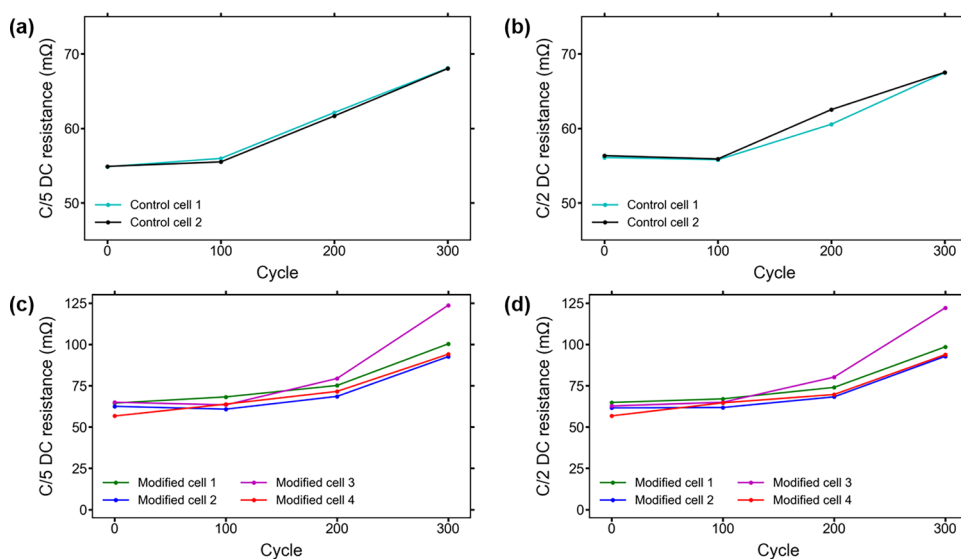 (a)
C/5 DC resistance (mΩ)
70
60
50
Control cell 1
Control cell 2
0 100 200 300
Cycle
(b)
C/2 DC resistance (mΩ)
70
60
50
Control cell 1
Control cell 2
0 100 200 300
Cycle
(c)
C/5 DC resistance (mΩ)
125
100
75
50
25
0
Modified cell 1 Modified cell 3
Modified cell 2 Modified cell 4
0 100 200 300
Cycle
(d)
C/2 DC resistance (mΩ)
125
100
75
50
25
0
Modified cell 1 Modified cell 3
Modified cell 2 Modified cell 4
0 100 200 300
Cycle